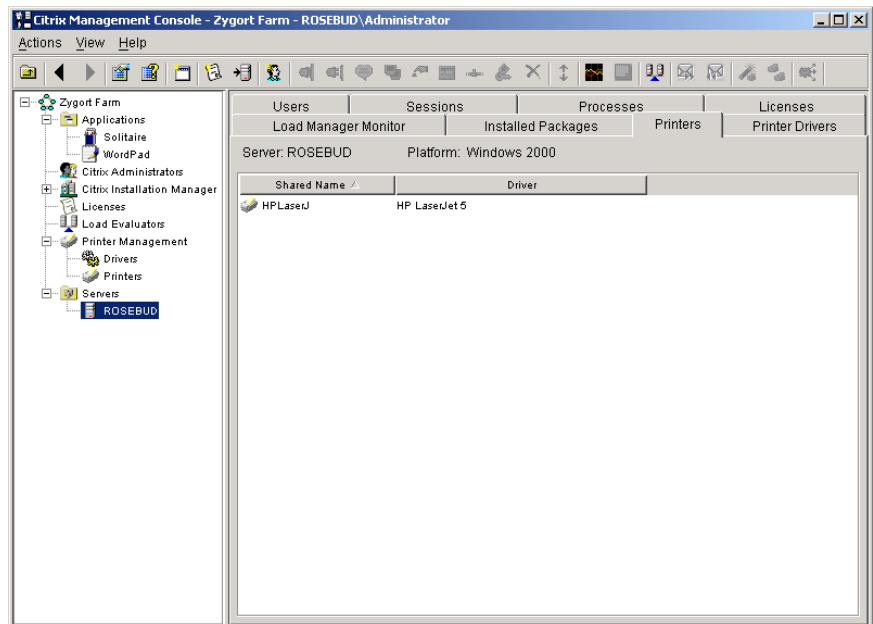 Citrix Management Console - Zygort Farm - ROSEBUD\Administrator
Actions View Help
Zygort Farm
Applications
Solitaire
WordPad
Citrix Administrators
Citrix Installation Manager
Licenses
Load Evaluators
Printer Management
Drivers
Printers
Servers
ROSEBUD
Users Sessions Processes Licenses
Load Manager Monitor Installed Packages Printers Printer Drivers
Server: ROSEBUD Platform: Windows 2000
Shared Name Driver
HPLaserJ HP LaserJet 5